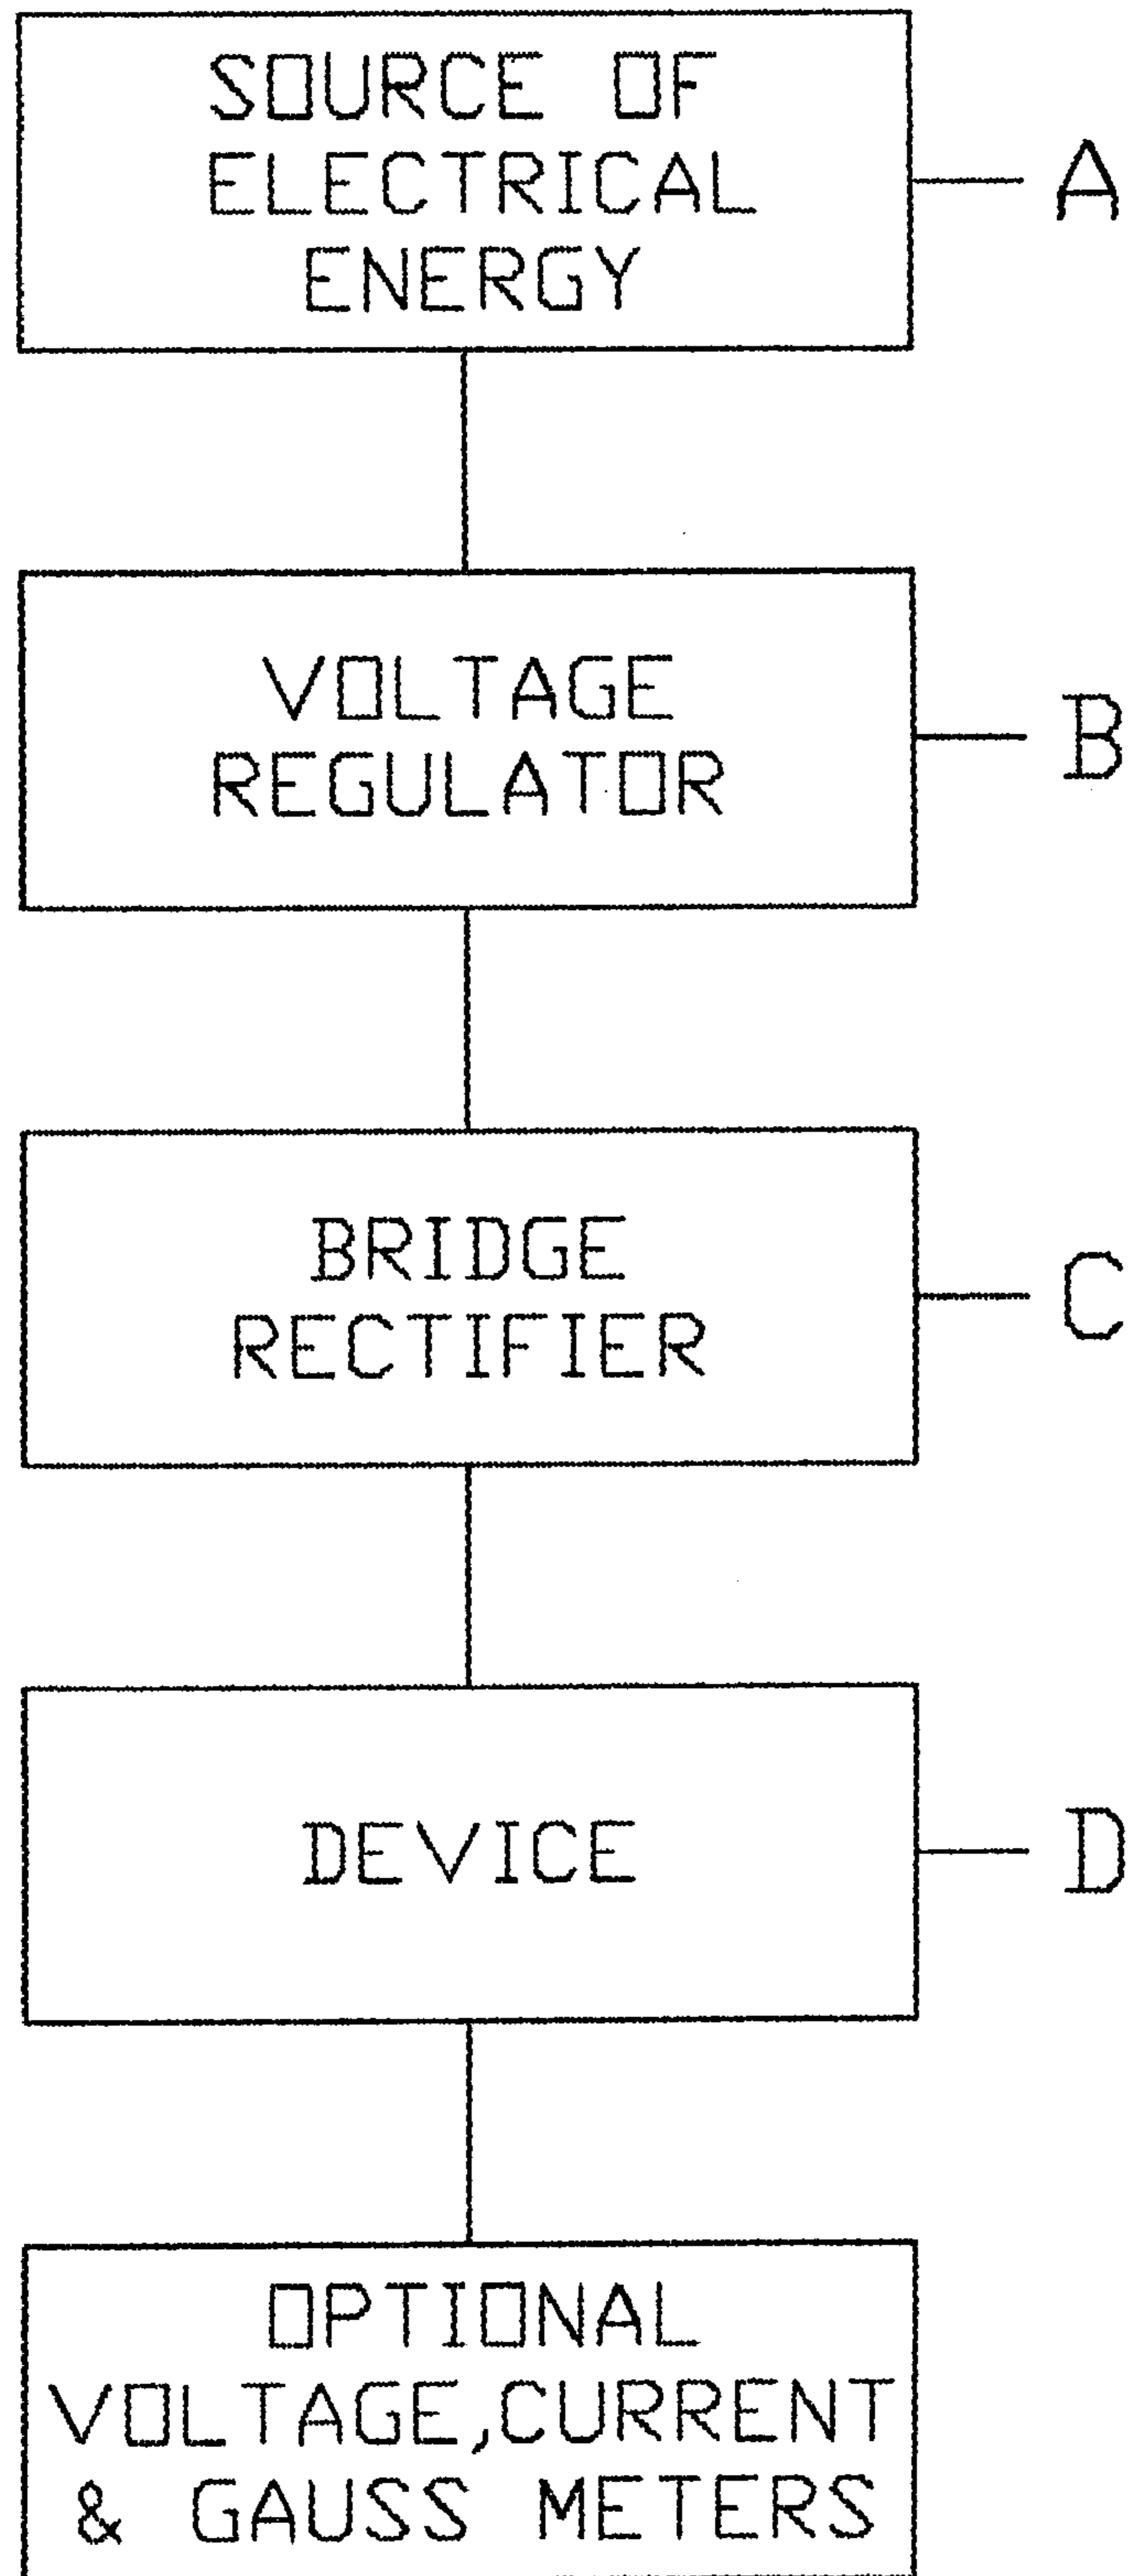 SOURCE OF
ELECTRICAL
ENERGY
A
VOLTAGE
REGULATOR
B
BRIDGE
RECTIFIER
C
DEVICE
D
OPTIONAL
VOLTAGE,CURRENT
& GAUSS METERS